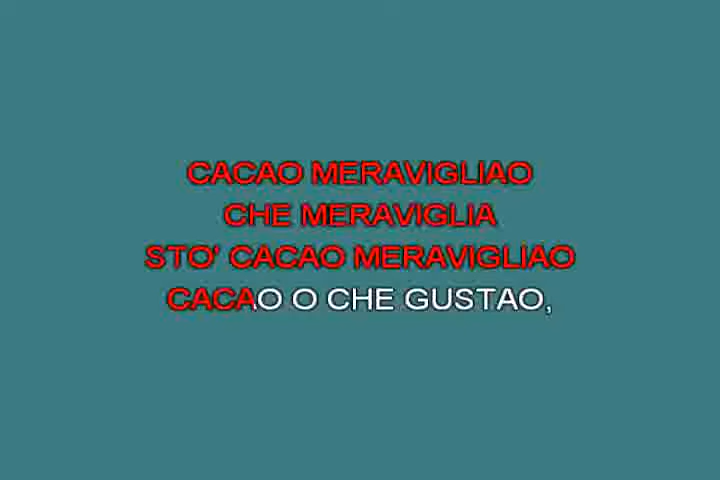 CACAO MERAVIGLIAO
CHE MERAVIGLIA
STO' CACAO MERAVIGLIAO
CACAO O CHE GUSTAO,